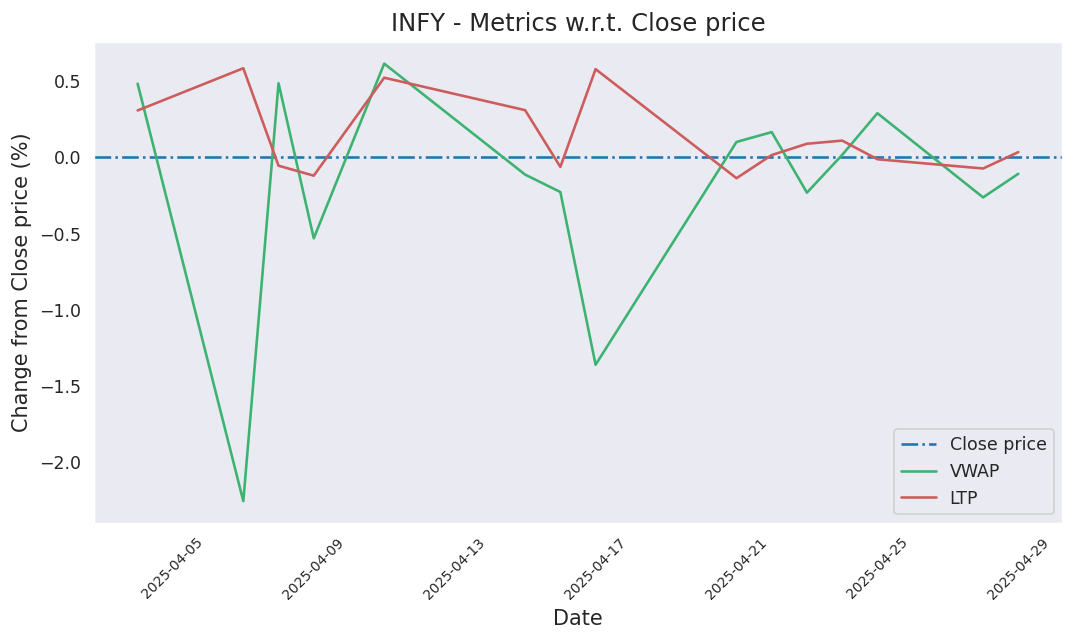 INFY - Metrics w.r.t. Close price
Change from Close price (%)
0.5
0.0
−0.5
−1.0
−1.5
−2.0
Close price
VWAP
LTP
2025-04-05
2025-04-09
2025-04-13
2025-04-17
2025-04-21
2025-04-25
2025-04-29
Date